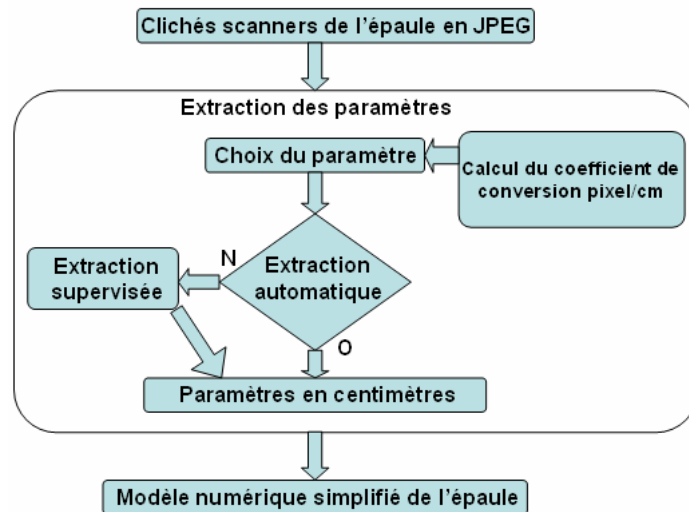 Clichés scanners de l'épaule en JPEG
Extraction des paramètres
Choix du paramètre
Calcul du coefficient de
conversion pixel/cm
N
Extraction
supervisée
Extraction
automatique
O
Paramètres en centimètres
Modèle numérique simplifié de l'épaule